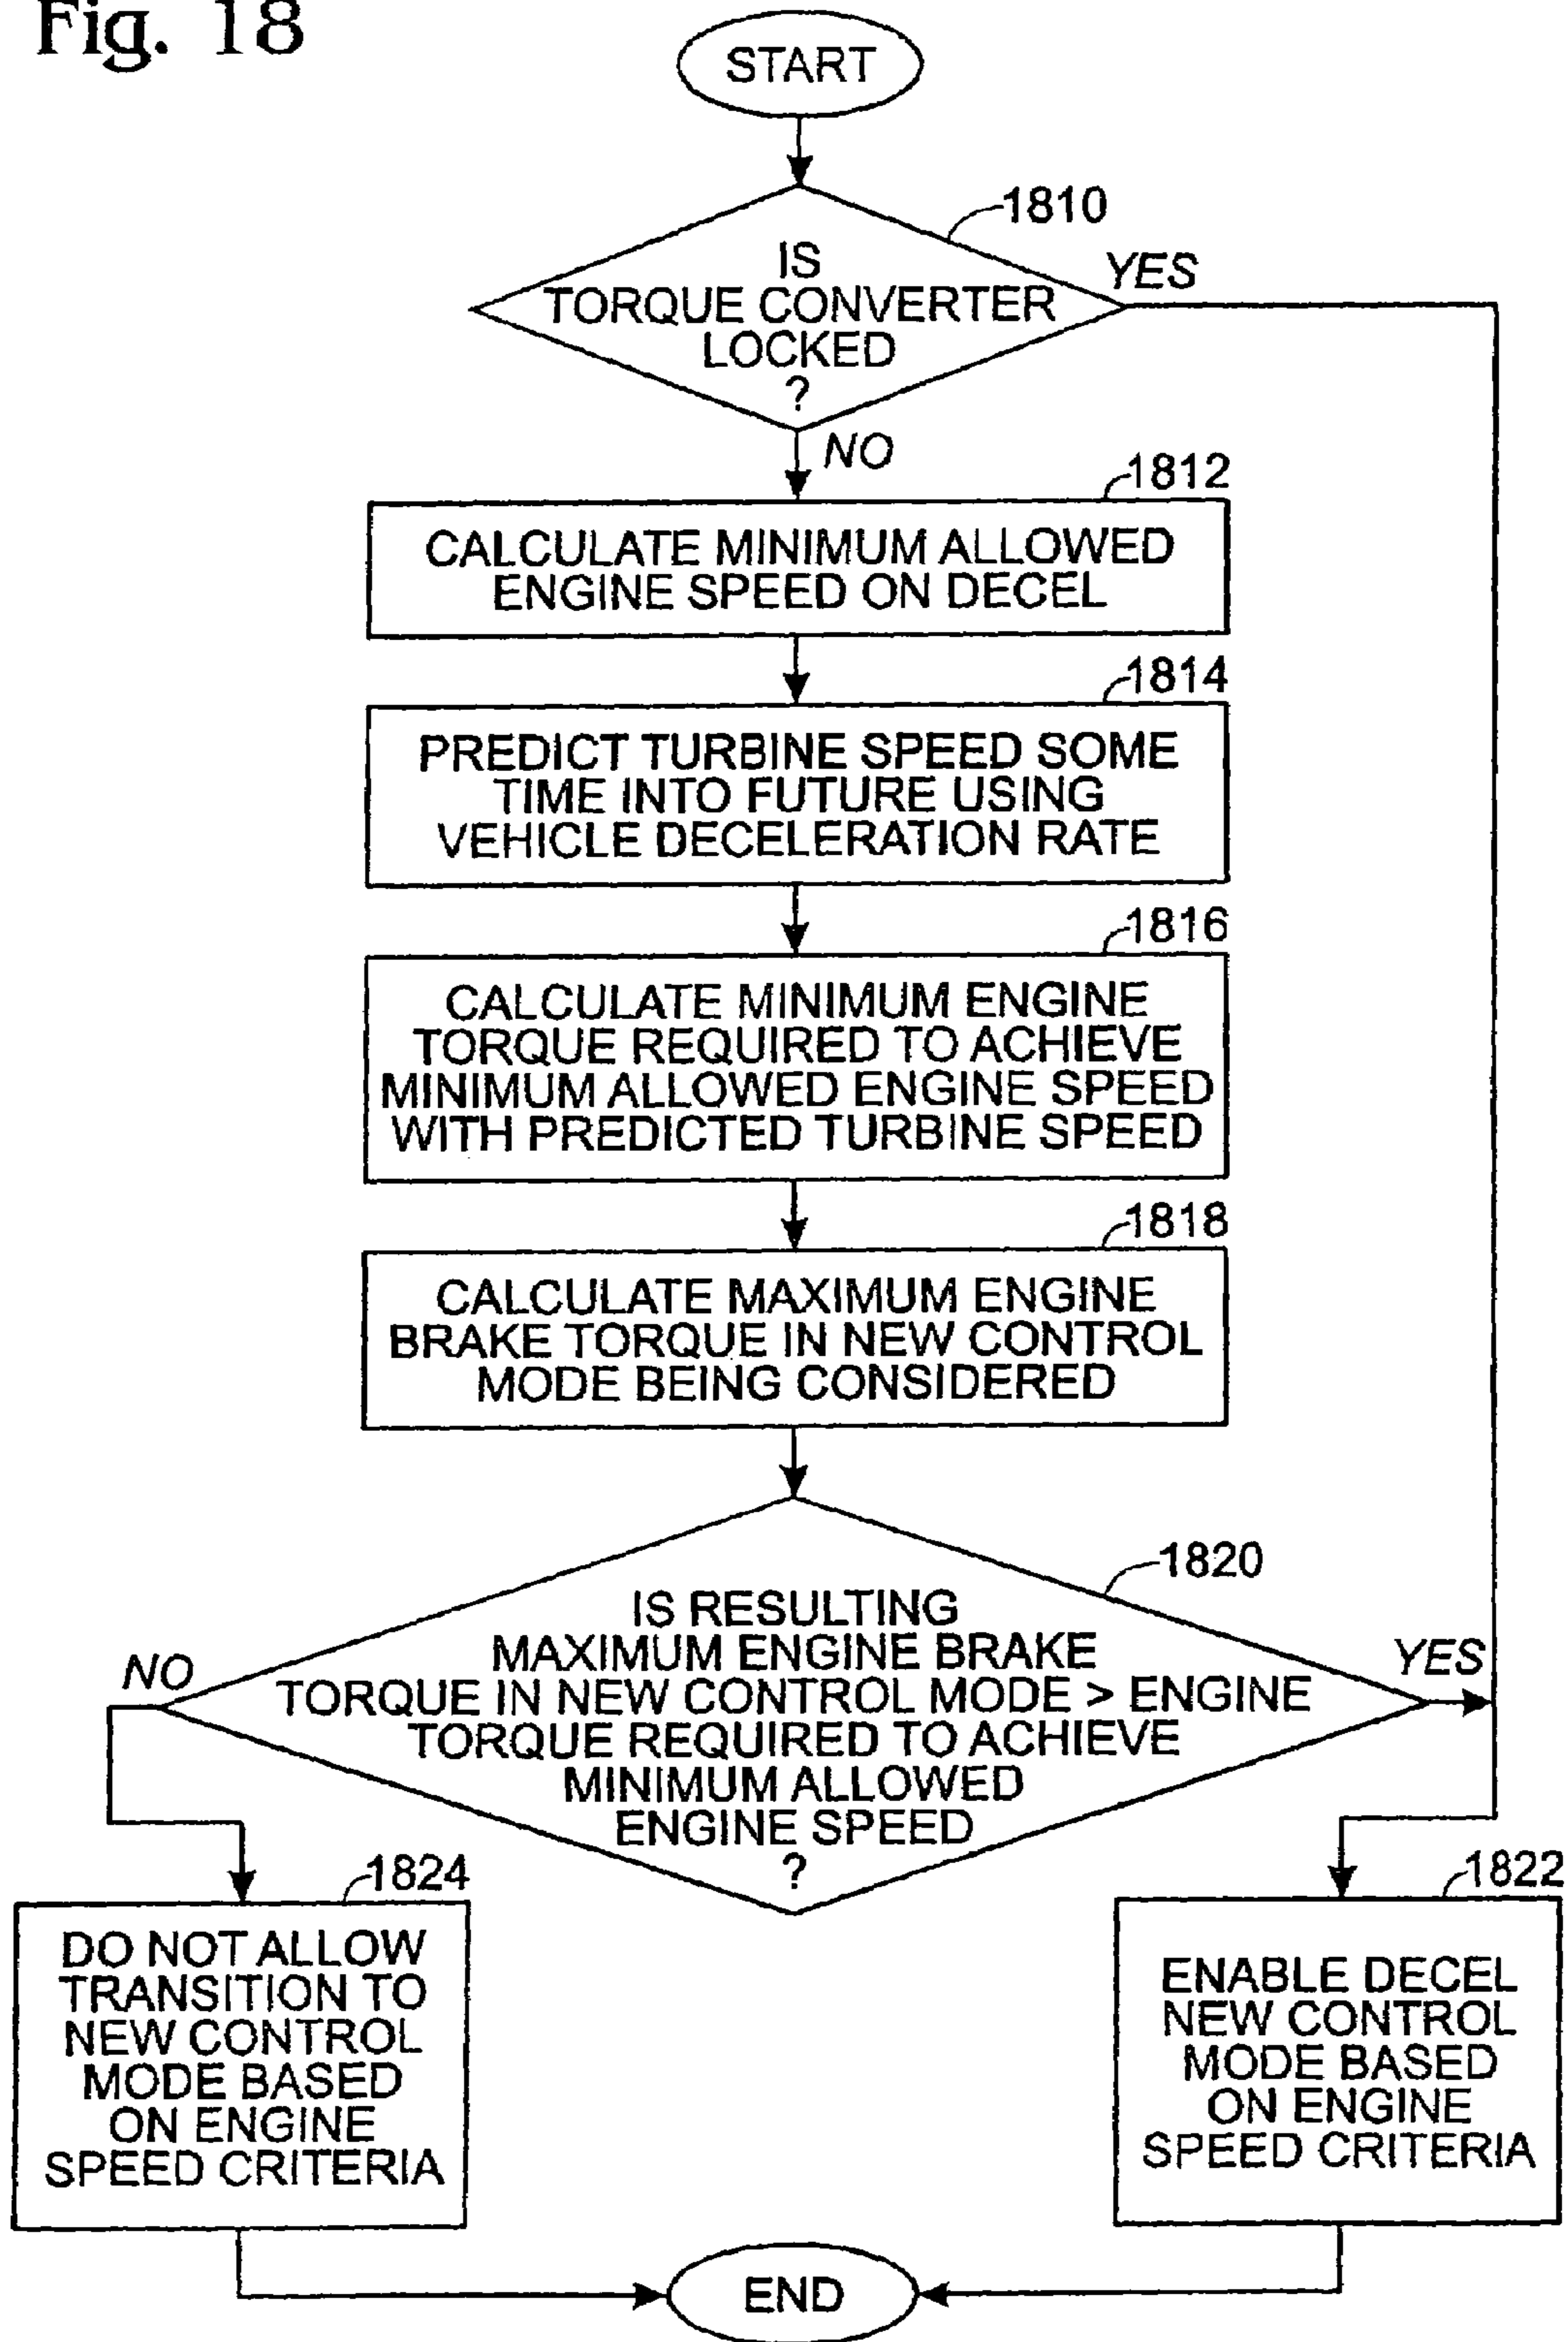 Fig. 18
START
1810
IS
TORQUE CONVERTER
LOCKED
?
YES
NO
1812
CALCULATE MINIMUM ALLOWED
ENGINE SPEED ON DECEL
1814
PREDICT TURBINE SPEED SOME
TIME INTO FUTURE USING
VEHICLE DECELERATION RATE
1816
CALCULATE MINIMUM ENGINE
TORQUE REQUIRED TO ACHIEVE
MINIMUM ALLOWED ENGINE SPEED
WITH PREDICTED TURBINE SPEED
1818
CALCULATE MAXIMUM ENGINE
BRAKE TORQUE IN NEW CONTROL
MODE BEING CONSIDERED
1820
IS RESULTING
MAXIMUM ENGINE BRAKE
TORQUE IN NEW CONTROL MODE > ENGINE
TORQUE REQUIRED TO ACHIEVE
MINIMUM ALLOWED
ENGINE SPEED
?
NO
YES
1824
DO NOT ALLOW
TRANSITION TO
NEW CONTROL
MODE BASED
ON ENGINE
SPEED CRITERIA
1822
ENABLE DECEL
NEW CONTROL
MODE BASED
ON ENGINE
SPEED CRITERIA
END